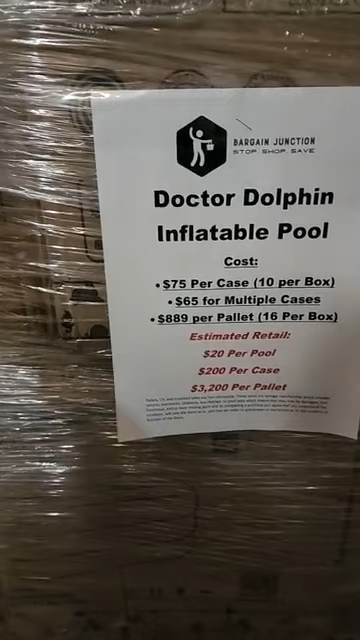 BARGAIN JUNCTION
STOP. SHOP. SAVE
Doctor Dolphin
Inflatable Pool
Cost:
• $75 Per Case (10 per Box)
• $65 for Multiple Cases
• $889 per Pallet (16 Per Box)
Estimated Retail:
$20 Per Pool
$200 Per Case
$3,200 Per Pallet